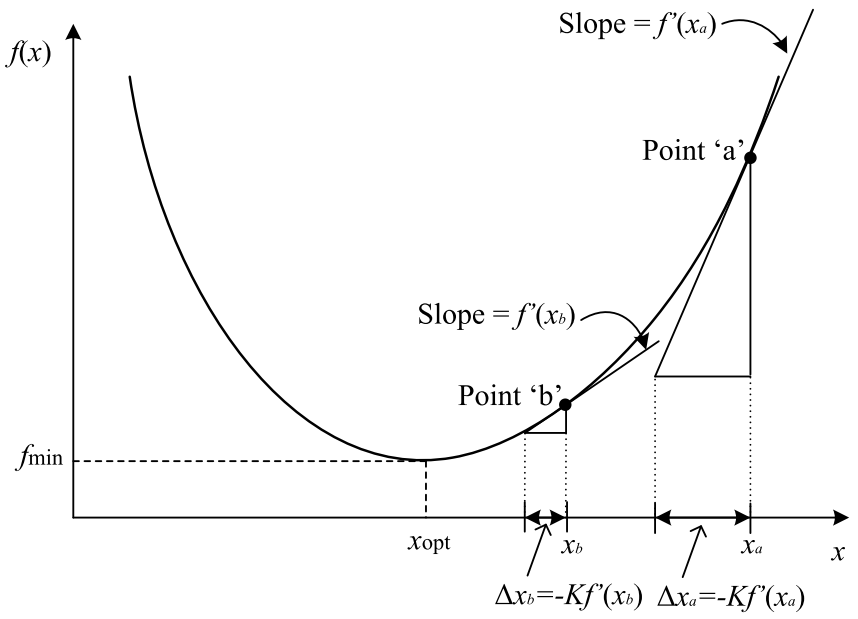 Slope = f’(xa)
f(x)
Point ‘a’
Slope = f’(xb)
Point ‘b’
fmin
xopt
xb
xa
x
Δxb=-Kf’(xb)
Δxa=-Kf’(xa)